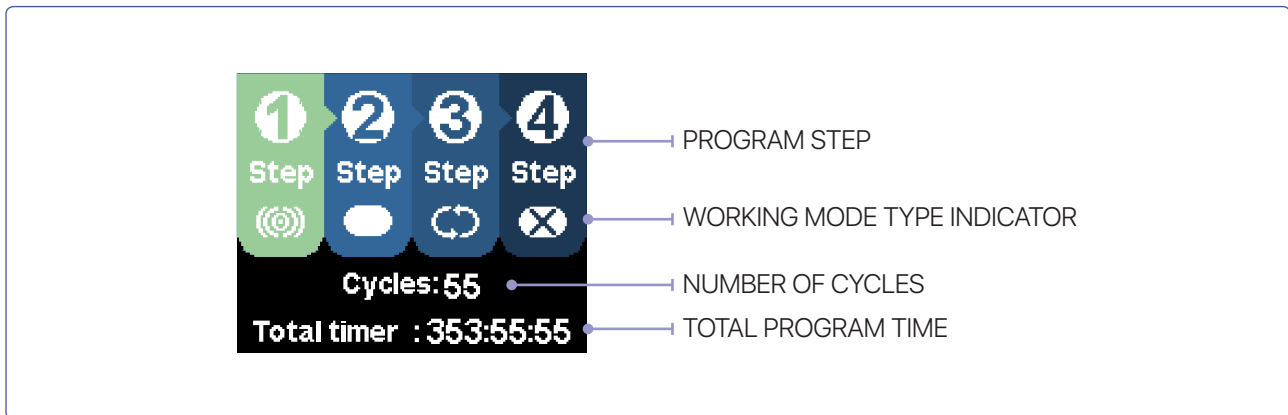 1 2 3 4
Step Step Step Step
PROGRAM STEP
WORKING MODE TYPE INDICATOR
Cycles: 55
NUMBER OF CYCLES
Total timer : 353:55:55
TOTAL PROGRAM TIME